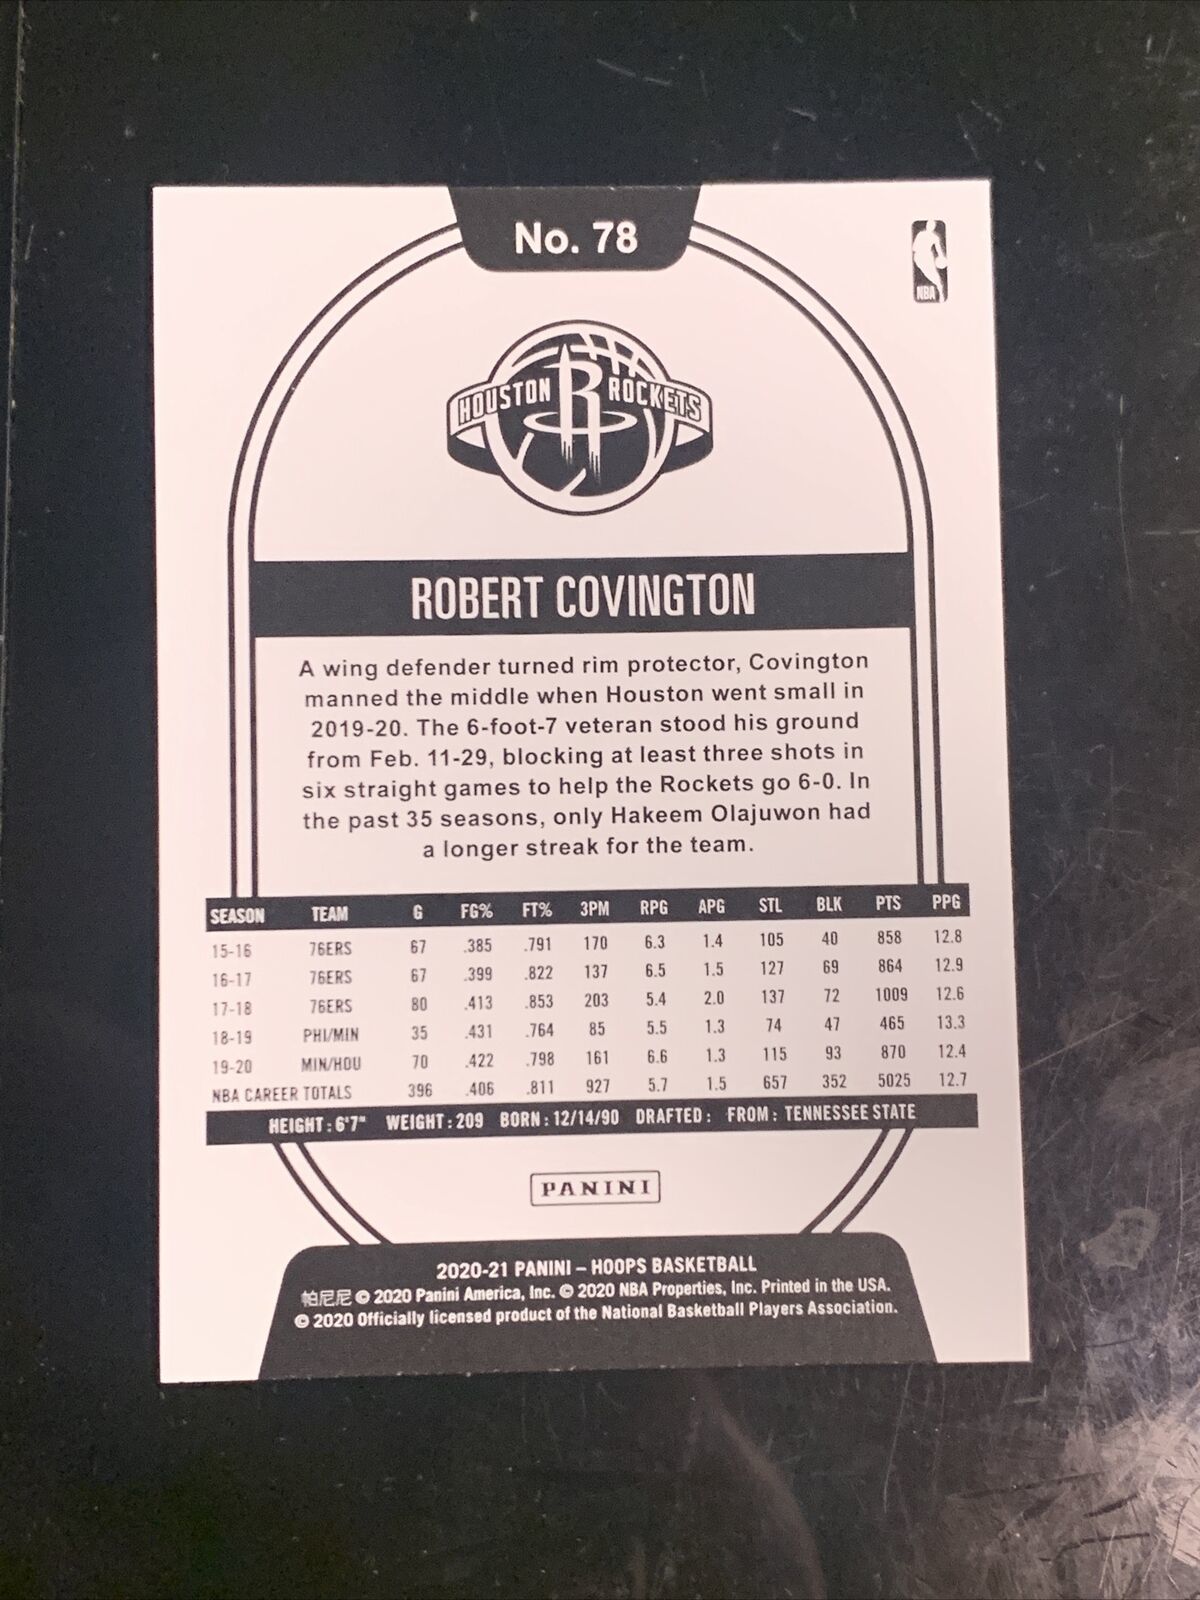 No. 78
NBA
HOUSTON ROCKETS
ROBERT COVINGTON
A wing defender turned rim protector, Covington
manned the middle when Houston went small in
2019-20. The 6-foot-7 veteran stood his ground
from Feb. 11-29, blocking at least three shots in
six straight games to help the Rockets go 6-0. In
the past 35 seasons, only Hakeem Olajuwon had
a longer streak for the team.
SEASON TEAM G FG% FT% 3PM RPG APG STL BLK PTS PPG
15-16 76ERS 67 .385 .791 170 6.3 1.4 105 40 858 12.8
16-17 76ERS 67 .399 .822 137 6.5 1.5 127 69 864 12.9
17-18 76ERS 80 .413 .853 203 5.4 2.0 137 72 1009 12.6
18-19 PHI/MIN 35 .431 .764 85 5.5 1.3 74 47 465 13.3
19-20 MIN/HOU 70 .422 .798 161 6.6 1.3 115 93 870 12.4
NBA CAREER TOTALS 396 .406 .811 927 5.7 1.5 657 352 5025 12.7
HEIGHT: 6'7" WEIGHT: 209 BORN: 12/14/90 DRAFTED: FROM: TENNESSEE STATE
PANINI
2020-21 PANINI – HOOPS BASKETBALL
帕尼尼 © 2020 Panini America, Inc. © 2020 NBA Properties, Inc. Printed in the USA.
© 2020 Officially licensed product of the National Basketball Players Association.